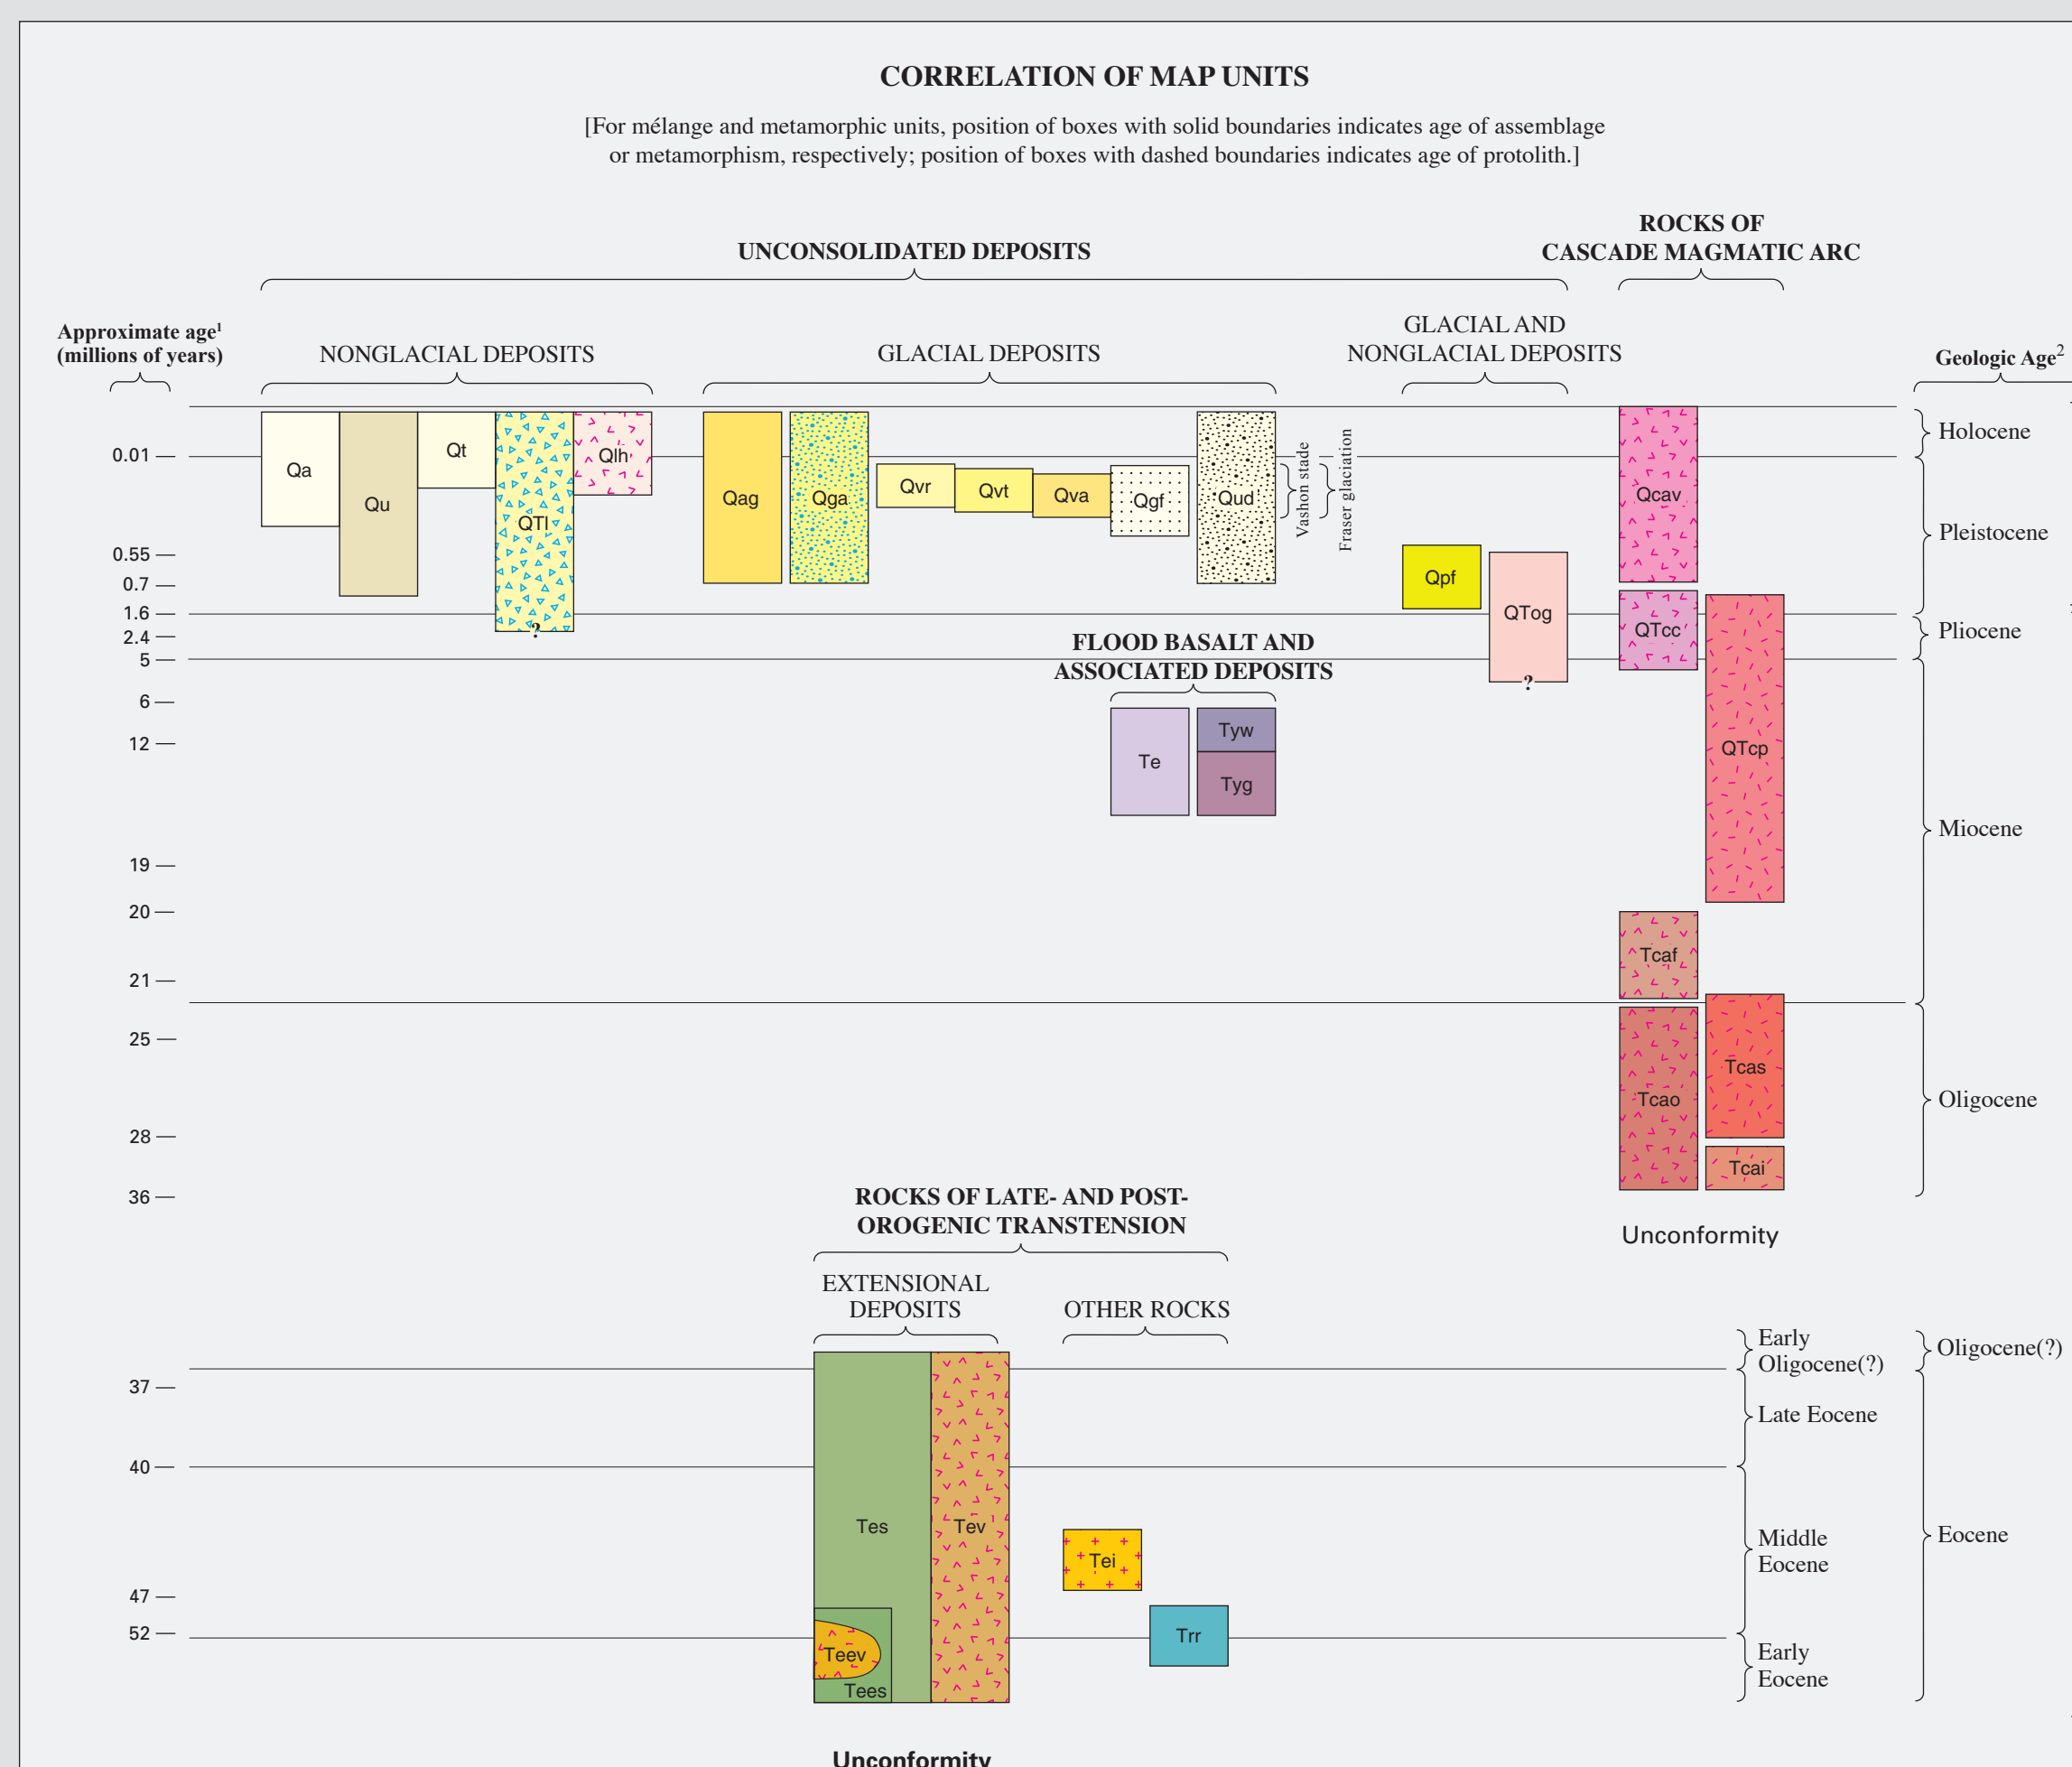 CORRELATION OF MAP UNITS
[For mélange and metamorphic units, position of boxes with solid boundaries indicates age of assemblage
or metamorphism, respectively; position of boxes with dashed boundaries indicates age of protolith.]
ROCKS OF
CASCADE MAGMATIC ARC
UNCONSOLIDATED DEPOSITS
Approximate age¹
(millions of years)
NONGLACIAL DEPOSITS
GLACIAL DEPOSITS
GLACIAL AND
NONGLACIAL DEPOSITS
Geologic Age²
Holocene
0.01
Qa
Qu
Qt
QTl
Qlh
Qag
Qga
Qvr
Qvt
Qva
Qgf
Qud
Vashon stade
Fraser glaciation
Qcav
Pleistocene
0.55
0.7
Qpf
QTog
?
1.6
2.4
?
QTcc
Pliocene
5
FLOOD BASALT AND
ASSOCIATED DEPOSITS
6
12
Te
Tyw
Tyg
QTcp
Miocene
19
20
Tcaf
21
25
Tcas
Tcao
Oligocene
28
Tcai
36
Unconformity
ROCKS OF LATE- AND POST-
OROGENIC TRANSTENSION
EXTENSIONAL
DEPOSITS
OTHER ROCKS
Early
Oligocene(?)
Oligocene(?)
37
Late Eocene
40
Tes
Tev
Tei
Middle
Eocene
Eocene
47
52
Trr
Teev
Tees
Early
Eocene
Unconformity